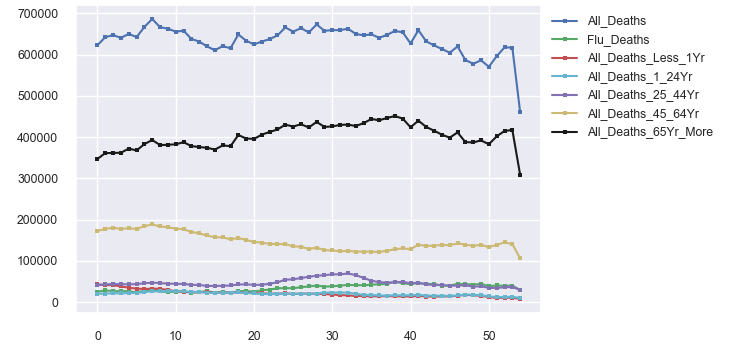 700000
600000
500000
400000
300000
200000
100000
0
0 10 20 30 40 50
All_Deaths
Flu_Deaths
All_Deaths_Less_1Yr
All_Deaths_1_24Yr
All_Deaths_25_44Yr
All_Deaths_45_64Yr
All_Deaths_65Yr_More